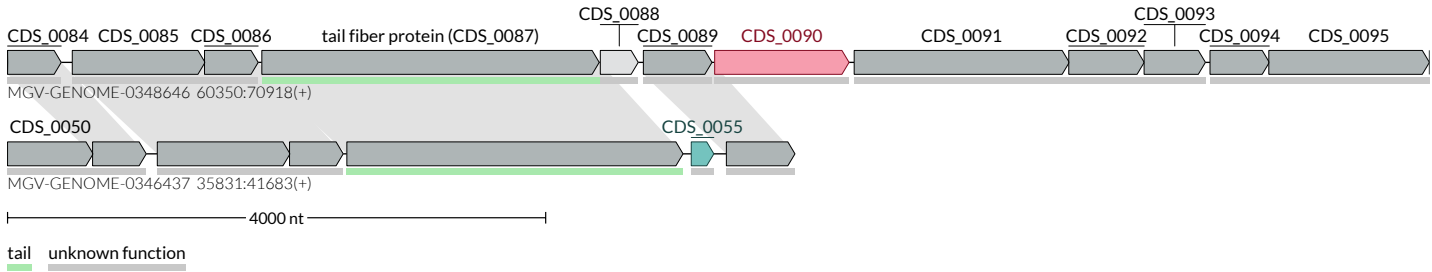 CDS_0088 CDS_0093
CDS_0084 CDS_0085 CDS_0086 tail fiber protein (CDS_0087) CDS_0089 CDS_0090 CDS_0091 CDS_0092 CDS_0094 CDS_0095
MGV-GENOME-0348646 60350:70918(+)
CDS_0050 CDS_0055
MGV-GENOME-0346437 35831:41683(+)
4000 nt
tail unknown function